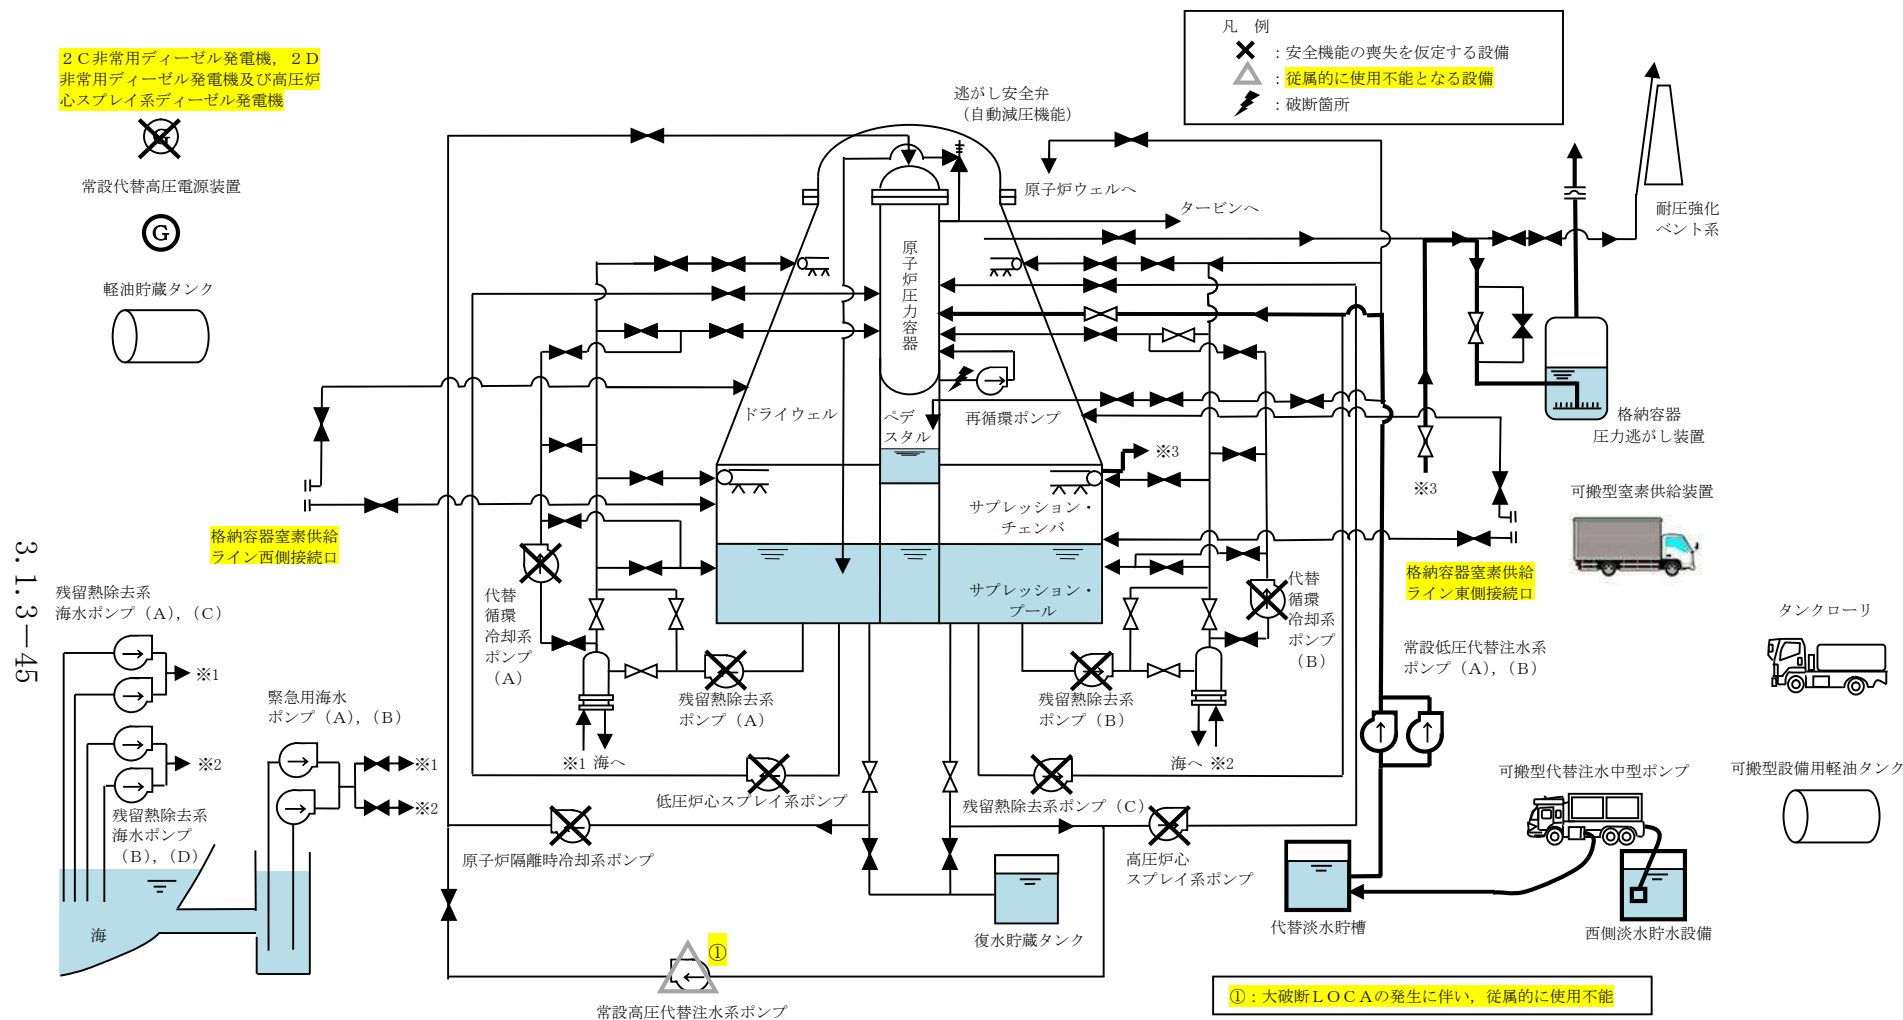 凡　例
：安全機能の喪失を仮定する設備
：従属的に使用不能となる設備
：破断箇所
２Ｃ非常用ディーゼル発電機，２Ｄ
非常用ディーゼル発電機及び高圧炉
心スプレイ系ディーゼル発電機
G
常設代替高圧電源装置
G
軽油貯蔵タンク
逃がし安全弁
（自動減圧機能）
原子炉ウェルへ
タービンへ
耐圧強化
ベント系
原子炉圧力容器
ドライウェル
ペデ
スタル
再循環ポンプ
※3
※3
格納容器
圧力逃がし装置
可搬型窒素供給装置
サプレッション・
チェンバ
格納容器窒素供給
ライン西側接続口
格納容器窒素供給
ライン東側接続口
サプレッション・
プール
代替
循環
冷却系
ポンプ
（A）
代替
循環
冷却系
ポンプ
（B）
残留熱除去系
海水ポンプ（A），（C）
※1
※2
残留熱除去系
海水ポンプ
（B），（D）
緊急用海水
ポンプ（A），（B）
※1
※2
海
残留熱除去系
ポンプ（A）
残留熱除去系
ポンプ（B）
※1 海へ
海へ ※2
低圧炉心スプレイ系ポンプ
残留熱除去系ポンプ（C）
原子炉隔離時冷却系ポンプ
高圧炉心
スプレイ系ポンプ
復水貯蔵タンク
常設低圧代替注水系
ポンプ（A），（B）
タンクローリ
可搬型代替注水中型ポンプ
可搬型設備用軽油タンク
代替淡水貯槽
西側淡水貯水設備
①
常設高圧代替注水系ポンプ
①：大破断ＬＯＣＡの発生に伴い，従属的に使用不能
3.1.3－45